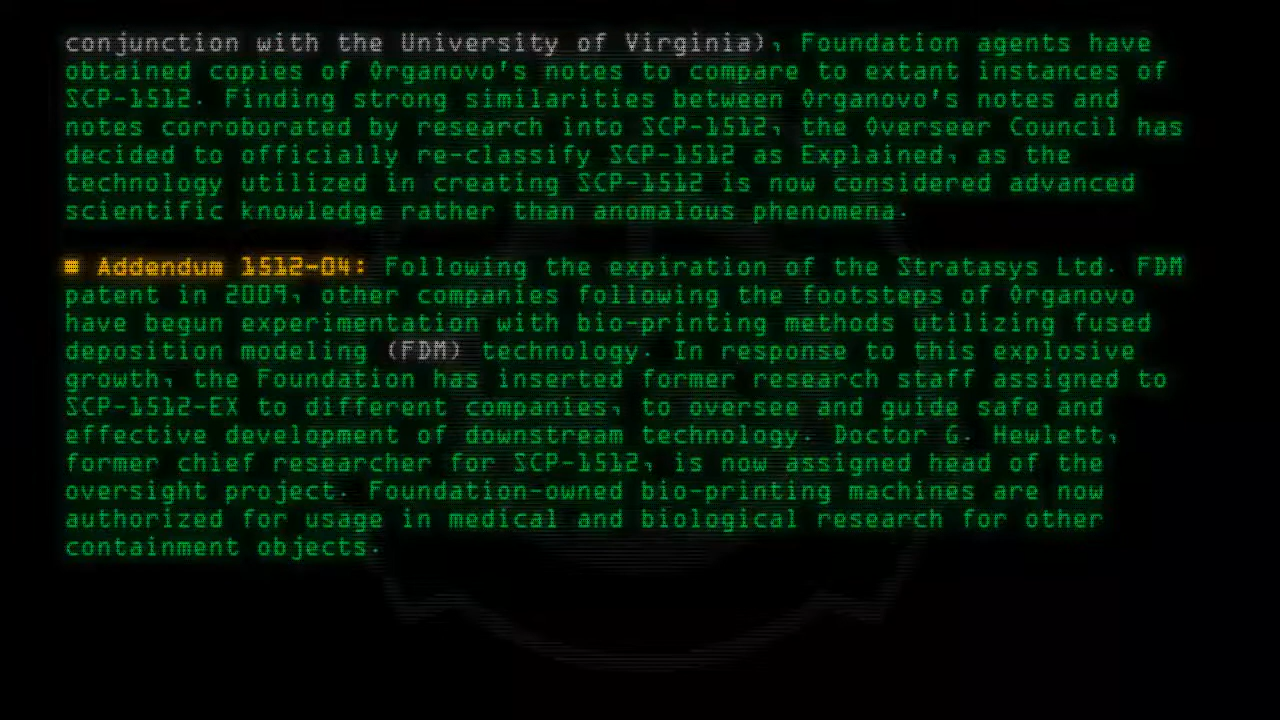 conjunction with the University of Virginia), Foundation agents have
obtained copies of Organovo's notes to compare to extant instances of
SCP-1512. Finding strong similarities between Organovo's notes and
notes corroborated by research into SCP-1512, the Overseer Council has
decided to officially re-classify SCP-1512 as Explained, as the
technology utilized in creating SCP-1512 is now considered advanced
scientific knowledge rather than anomalous phenomena.
■ Addendum 1512-04: Following the expiration of the Stratasys Ltd. FDM
patent in 2009, other companies following the footsteps of Organovo
have begun experimentation with bio-printing methods utilizing fused
deposition modeling (FDM) technology. In response to this explosive
growth, the Foundation has inserted former research staff assigned to
SCP-1512-EX to different companies, to oversee and guide safe and
effective development of downstream technology. Doctor G. Hewlett,
former chief researcher for SCP-1512, is now assigned head of the
oversight project. Foundation-owned bio-printing machines are now
authorized for usage in medical and biological research for other
containment objects.